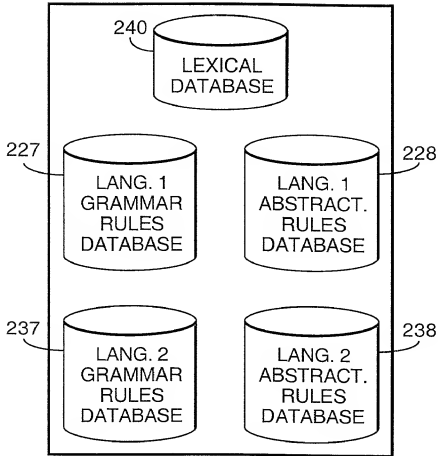 240
LEXICAL
DATABASE
227
LANG. 1
GRAMMAR
RULES
DATABASE
228
LANG. 1
ABSTRACT.
RULES
DATABASE
237
LANG. 2
GRAMMAR
RULES
DATABASE
238
LANG. 2
ABSTRACT.
RULES
DATABASE